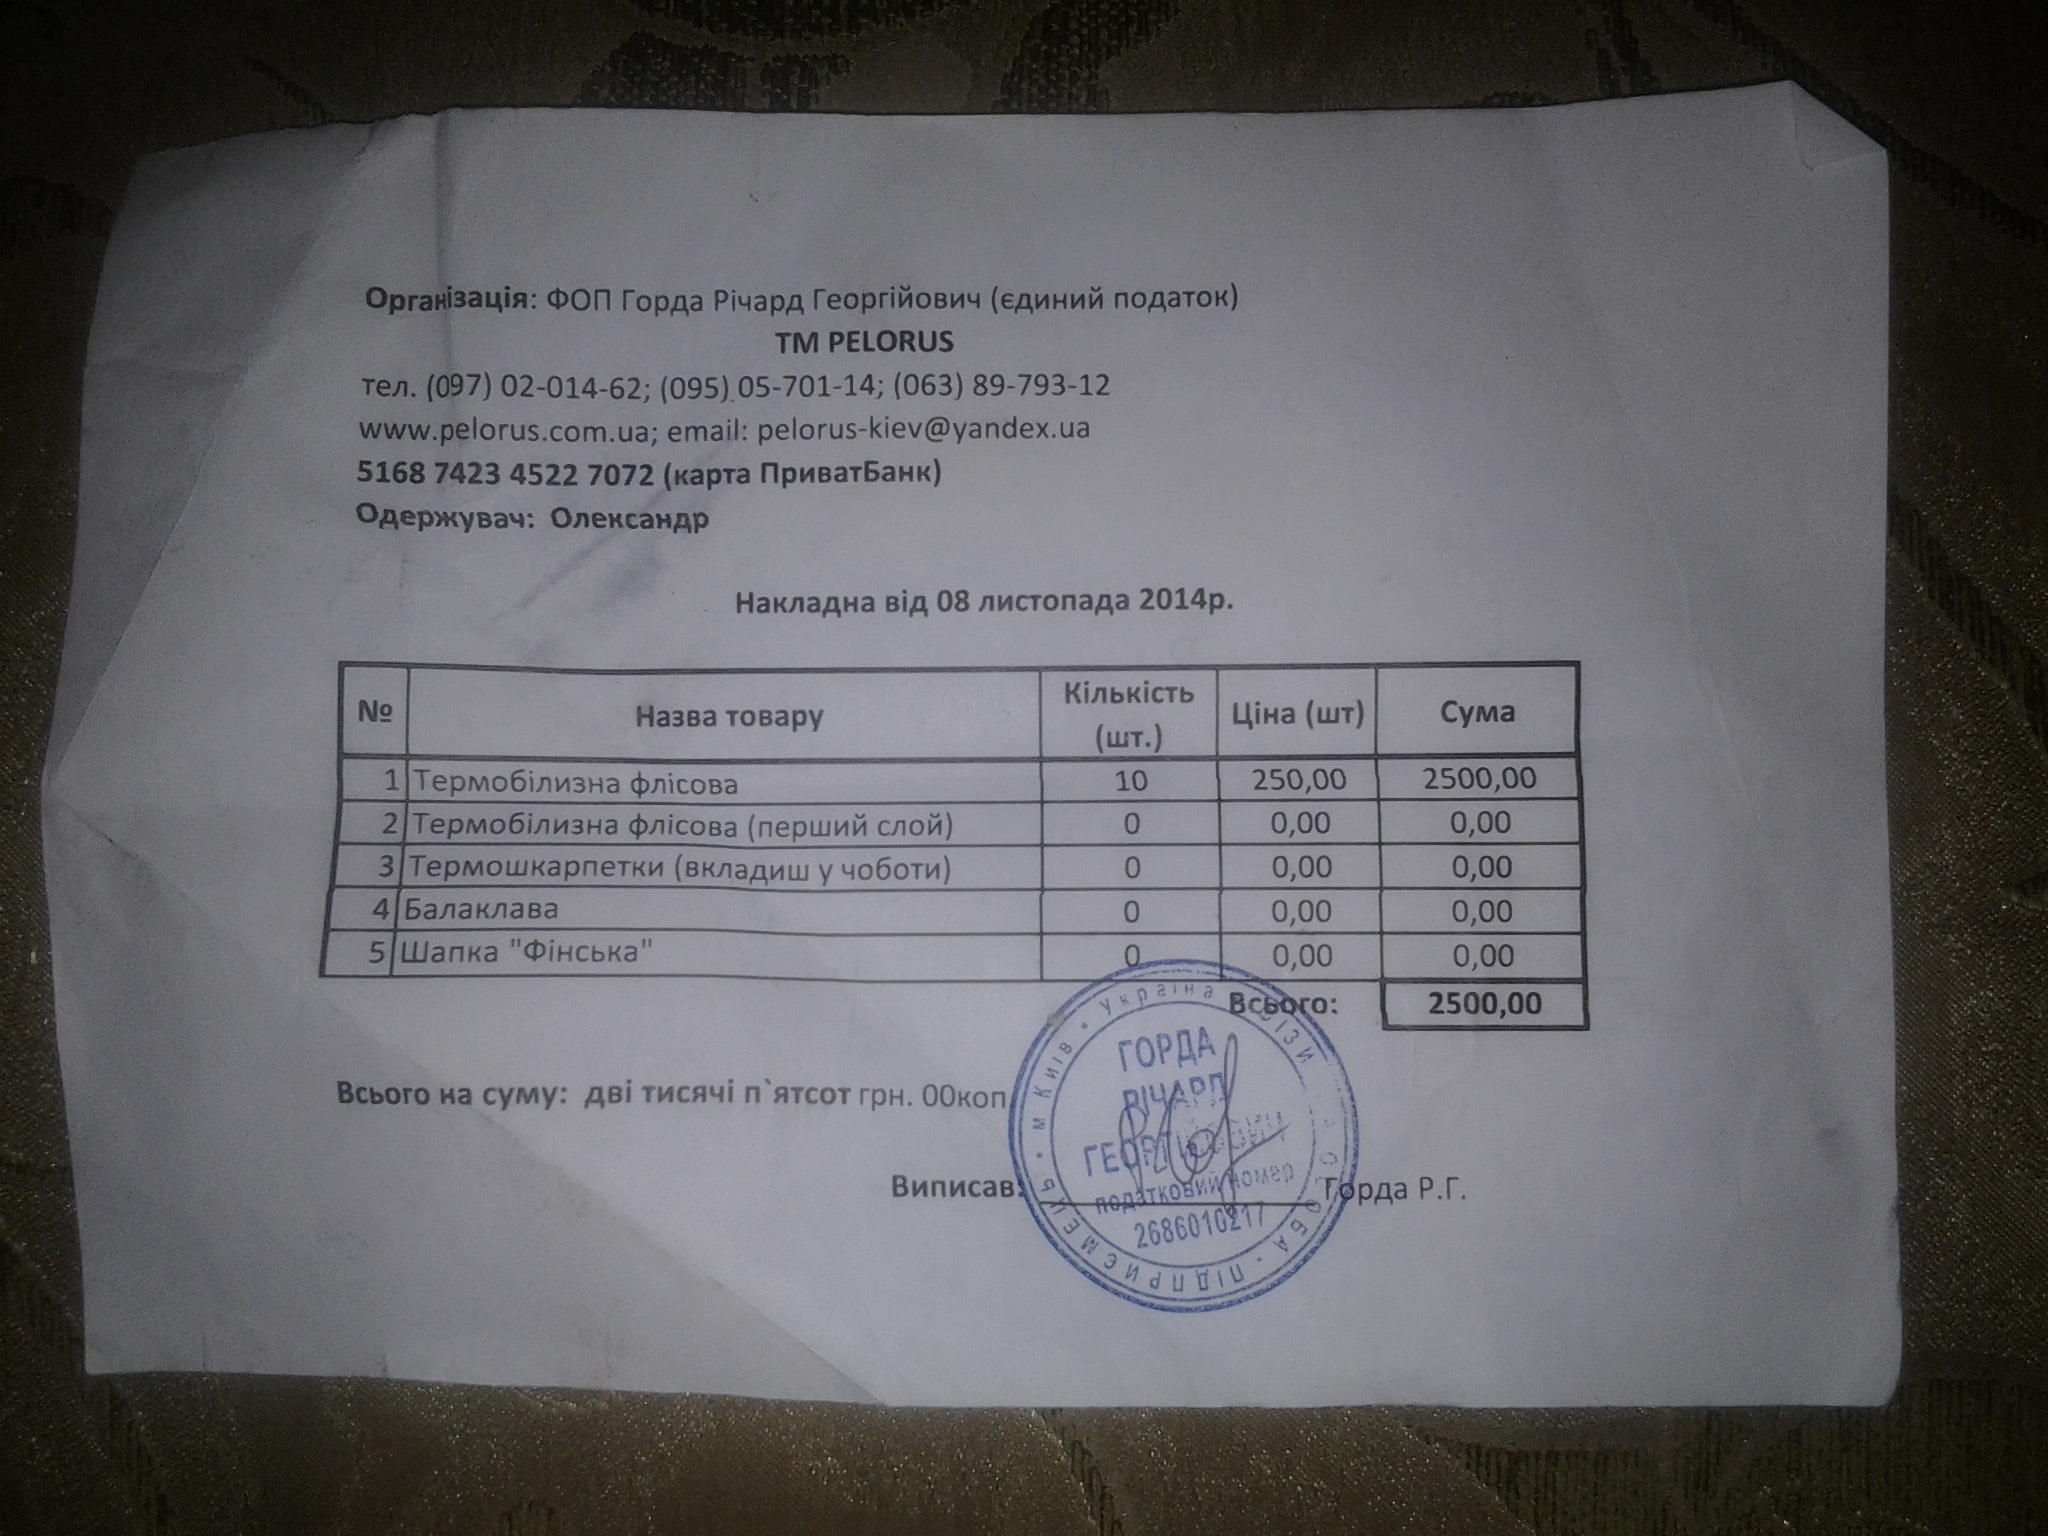 Організація: ФОП Горда Річард Георгійович (єдиний податок)
ТМ PELORUS
тел. (097) 02-014-62; (095) 05-701-14; (063) 89-793-12
www.pelorus.com.ua; email: pelorus-kiev@yandex.ua
5168 7423 4522 7072 (карта ПриватБанк)
Одержувач: Олександр
Накладна від 08 листопада 2014р.
№ Назва товару Кількість (шт.) Ціна (шт) Сума
1 Термобілизна флісова 10 250,00 2500,00
2 Термобілизна флісова (перший слой) 0 0,00 0,00
3 Термошкарпетки (вкладиш у чоботи) 0 0,00 0,00
4 Балаклава 0 0,00 0,00
5 Шапка "Фінська" 0 0,00 0,00
Всього: 2500,00
Всього на суму: дві тисячі п`ятсот грн. 00коп
Виписав: Горда Р.Г.
м Київ • Україна
ПІДПРИЄМЕЦЬ
ГОРДА
РІЧАРД
ГЕОРГІЙОВИЧ
податковий номер
2686010217